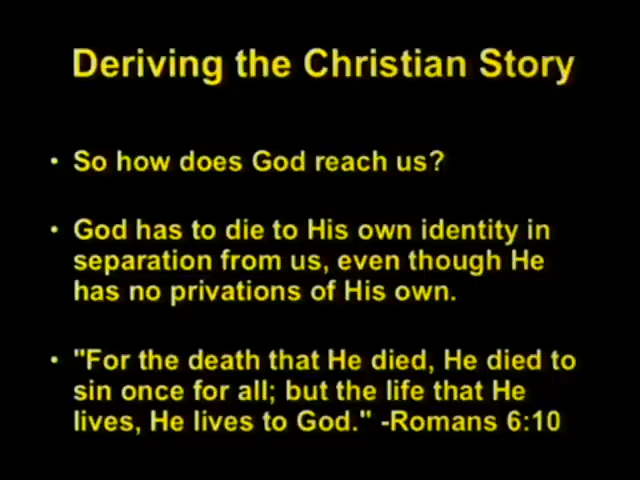 Deriving the Christian Story
• So how does God reach us?
• God has to die to His own identity in
separation from us, even though He
has no privations of His own.
• "For the death that He died, He died to
sin once for all; but the life that He
lives, He lives to God." -Romans 6:10